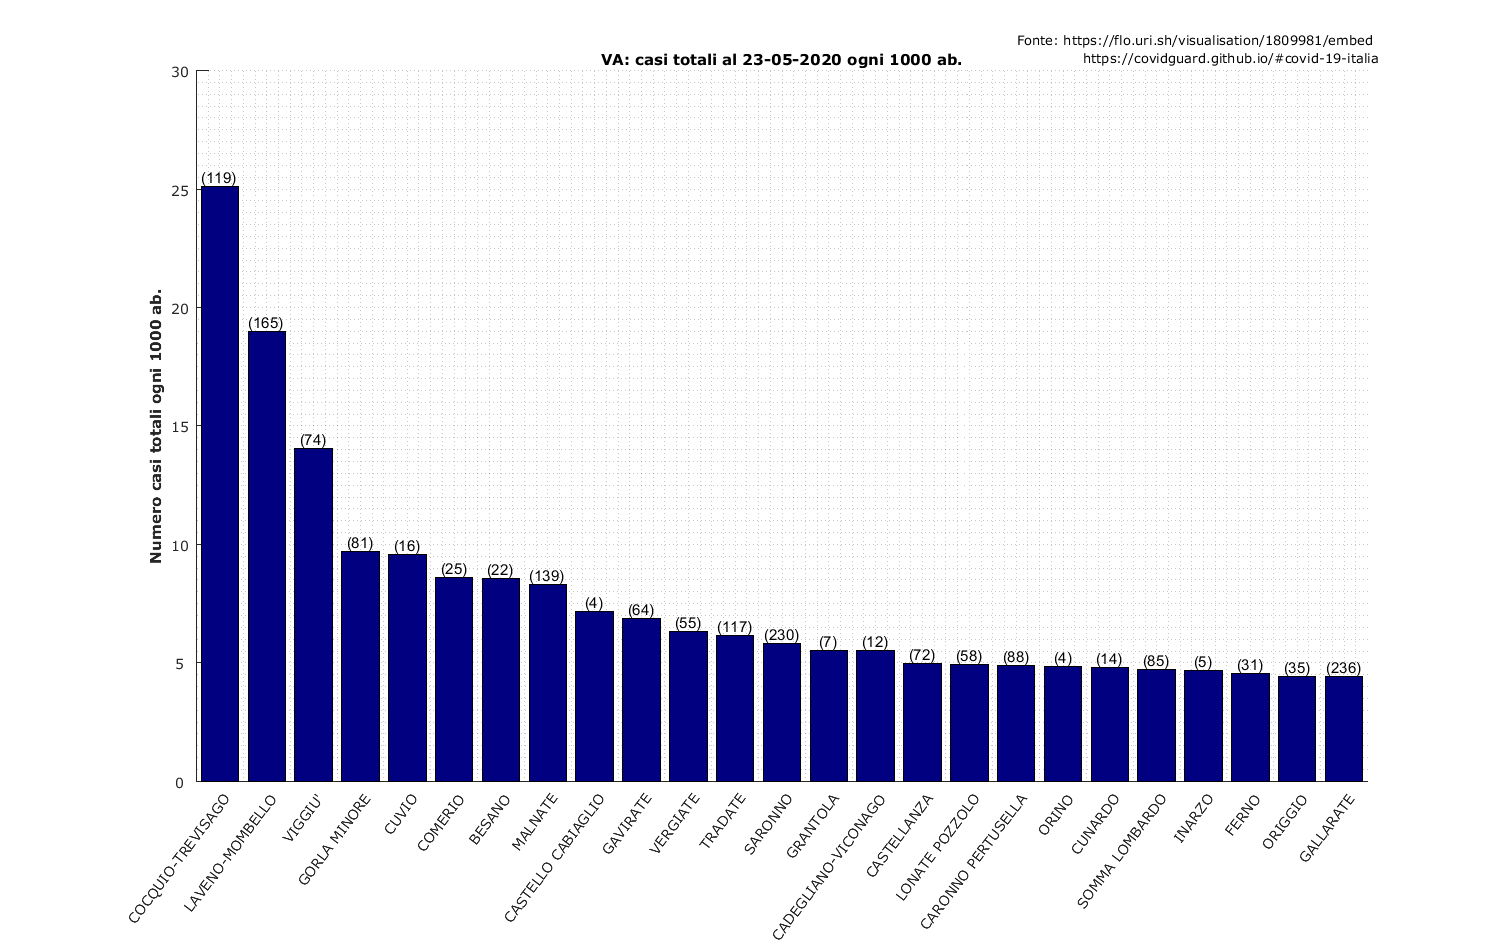 Fonte: https://flo.uri.sh/visualisation/1809981/embed
https://covidguard.github.io/#covid-19-italia
VA: casi totali al 23-05-2020 ogni 1000 ab.
Numero casi totali ogni 1000 ab.
30
25
20
15
10
5
0
(119)
(165)
(74)
(81)
(16)
(25)
(22)
(139)
(4)
(64)
(55)
(117)
(230)
(7)
(12)
(72)
(58)
(88)
(4)
(14)
(85)
(5)
(31)
(35)
(236)
COCQUIO-TREVISAGO
LAVENO-MOMBELLO
VIGGIU'
GORLA MINORE
CUVIO
COMERIO
BESANO
MALNATE
CASTELLO CABIAGLIO
GAVIRATE
VERGIATE
TRADATE
SARONNO
GRANTOLA
CADEGLIANO-VICONAGO
CASTELLANZA
LONATE POZZOLO
CARONNO PERTUSELLA
ORINO
CUNARDO
SOMMA LOMBARDO
INARZO
FERNO
ORIGGIO
GALLARATE